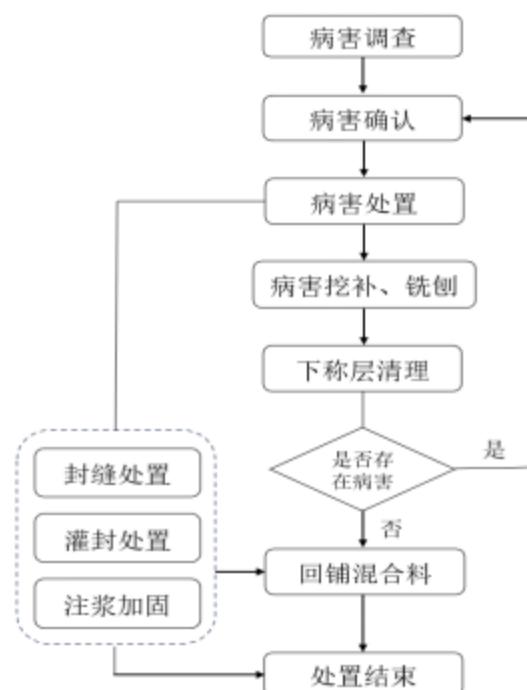 病害调查
病害确认
病害处置
病害挖补、铣刨
下称层清理
是否存
在病害
是
封缝处置
灌封处置
注浆加固
否
回铺混合料
处置结束